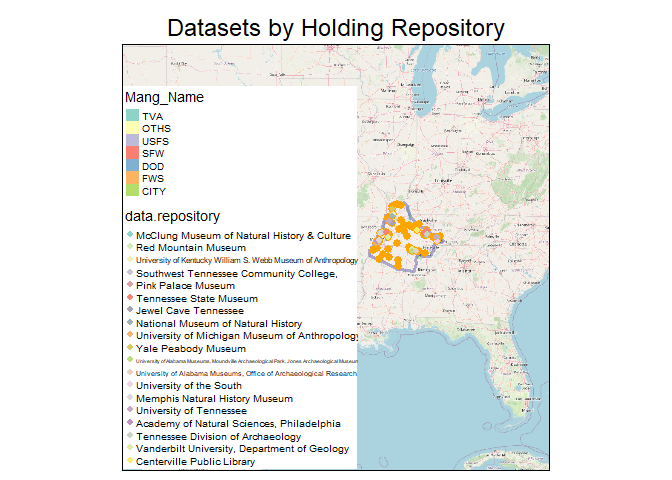 Datasets by Holding Repository
Mang_Name
TVA
OTHS
USFS
SFW
DOD
FWS
CITY
data.repository
McClung Museum of Natural History & Culture
Red Mountain Museum
University of Kentucky William S. Webb Museum of Anthropology
Southwest Tennessee Community College,
Pink Palace Museum
Tennessee State Museum
Jewel Cave Tennessee
National Museum of Natural History
University of Michigan Museum of Anthropology
Yale Peabody Museum
University of Alabama Museums, Moundville Archaeological Park, Jones Archaeological Museum
University of Alabama Museums, Office of Archaeological Research
University of the South
Memphis Natural History Museum
University of Tennessee
Academy of Natural Sciences, Philadelphia
Tennessee Division of Archaeology
Vanderbilt University, Department of Geology
Centerville Public Library